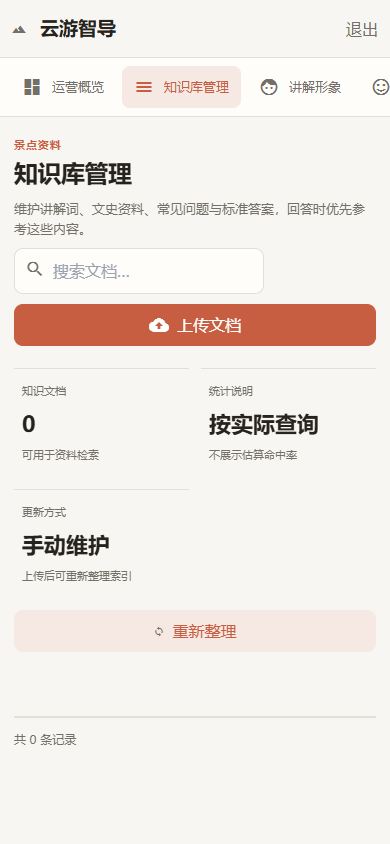 云游智导
退出
运营概览
知识库管理
讲解形象
景点资料
知识库管理
维护讲解词、文史资料、常见问题与标准答案，回答时优先参
考这些内容。
搜索文档...
上传文档
知识文档
0
可用于资料检索
统计说明
按实际查询
不展示估算命中率
更新方式
手动维护
上传后可重新整理索引
重新整理
共 0 条记录